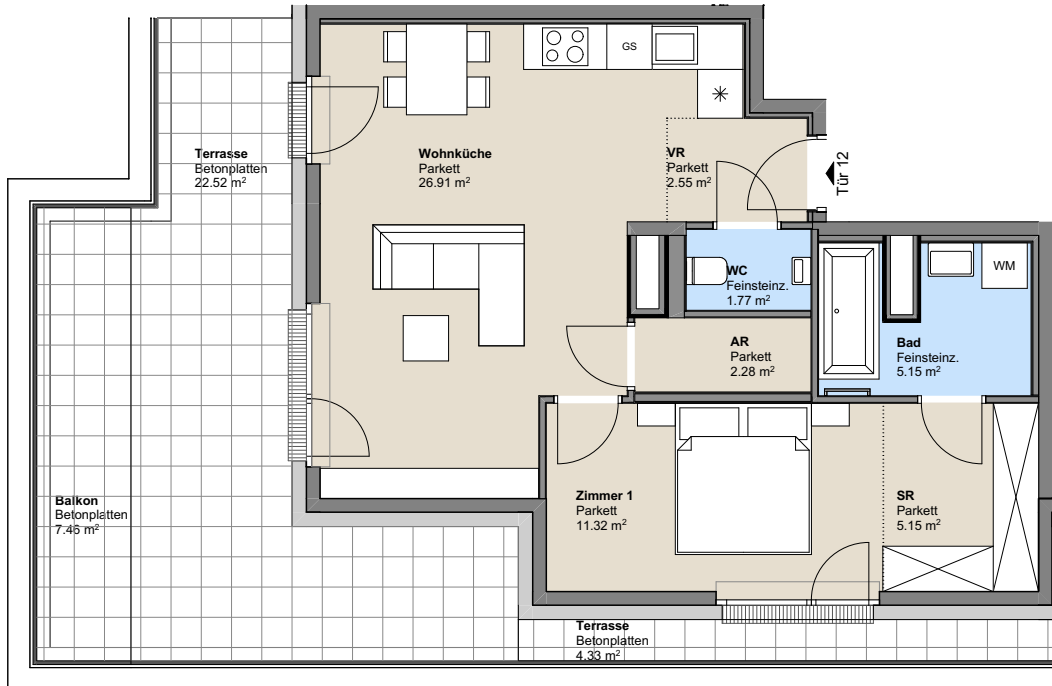 GS
Terrasse
Betonplatten
22.52 m²
Wohnküche
Parkett
26.91 m²
VR
Parkett
2.55 m²
Tür 12
WC
Feinsteinz.
1.77 m²
WM
AR
Parkett
2.28 m²
Bad
Feinsteinz.
5.15 m²
Balkon
Betonplatten
7.46 m²
Zimmer 1
Parkett
11.32 m²
SR
Parkett
5.15 m²
Terrasse
Betonplatten
4.33 m²